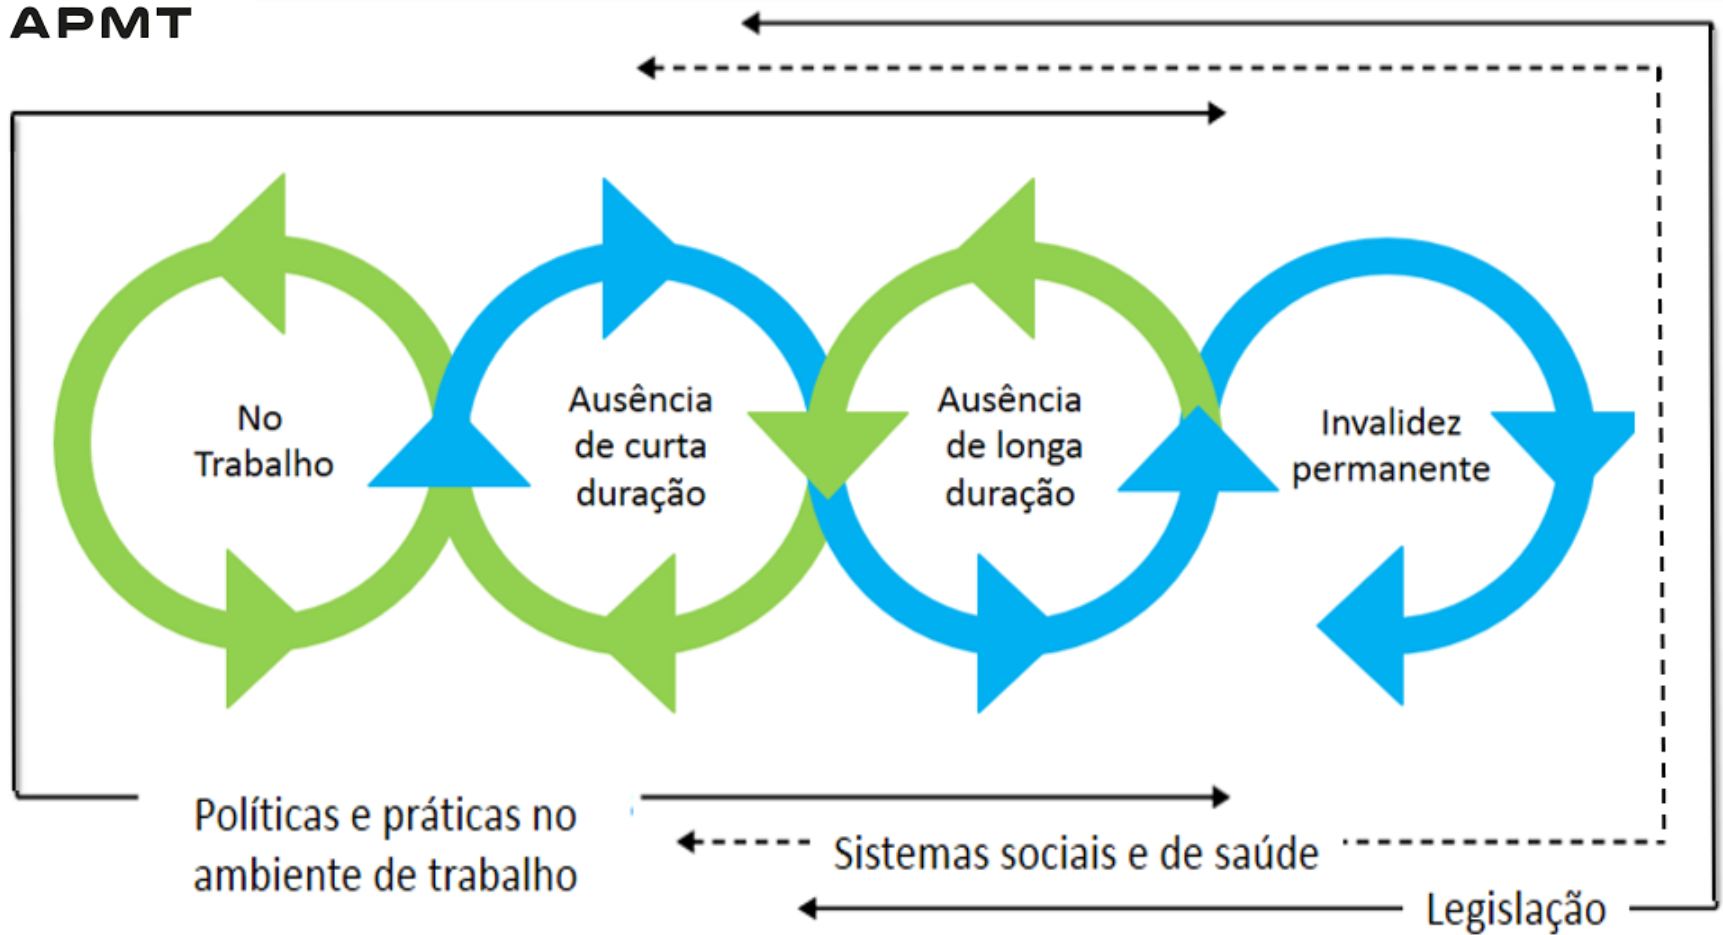 APMT
No
Trabalho
Ausência
de curta
duração
Ausência
de longa
duração
Invalidez
permanente
Políticas e práticas no
ambiente de trabalho
Sistemas sociais e de saúde
Legislação